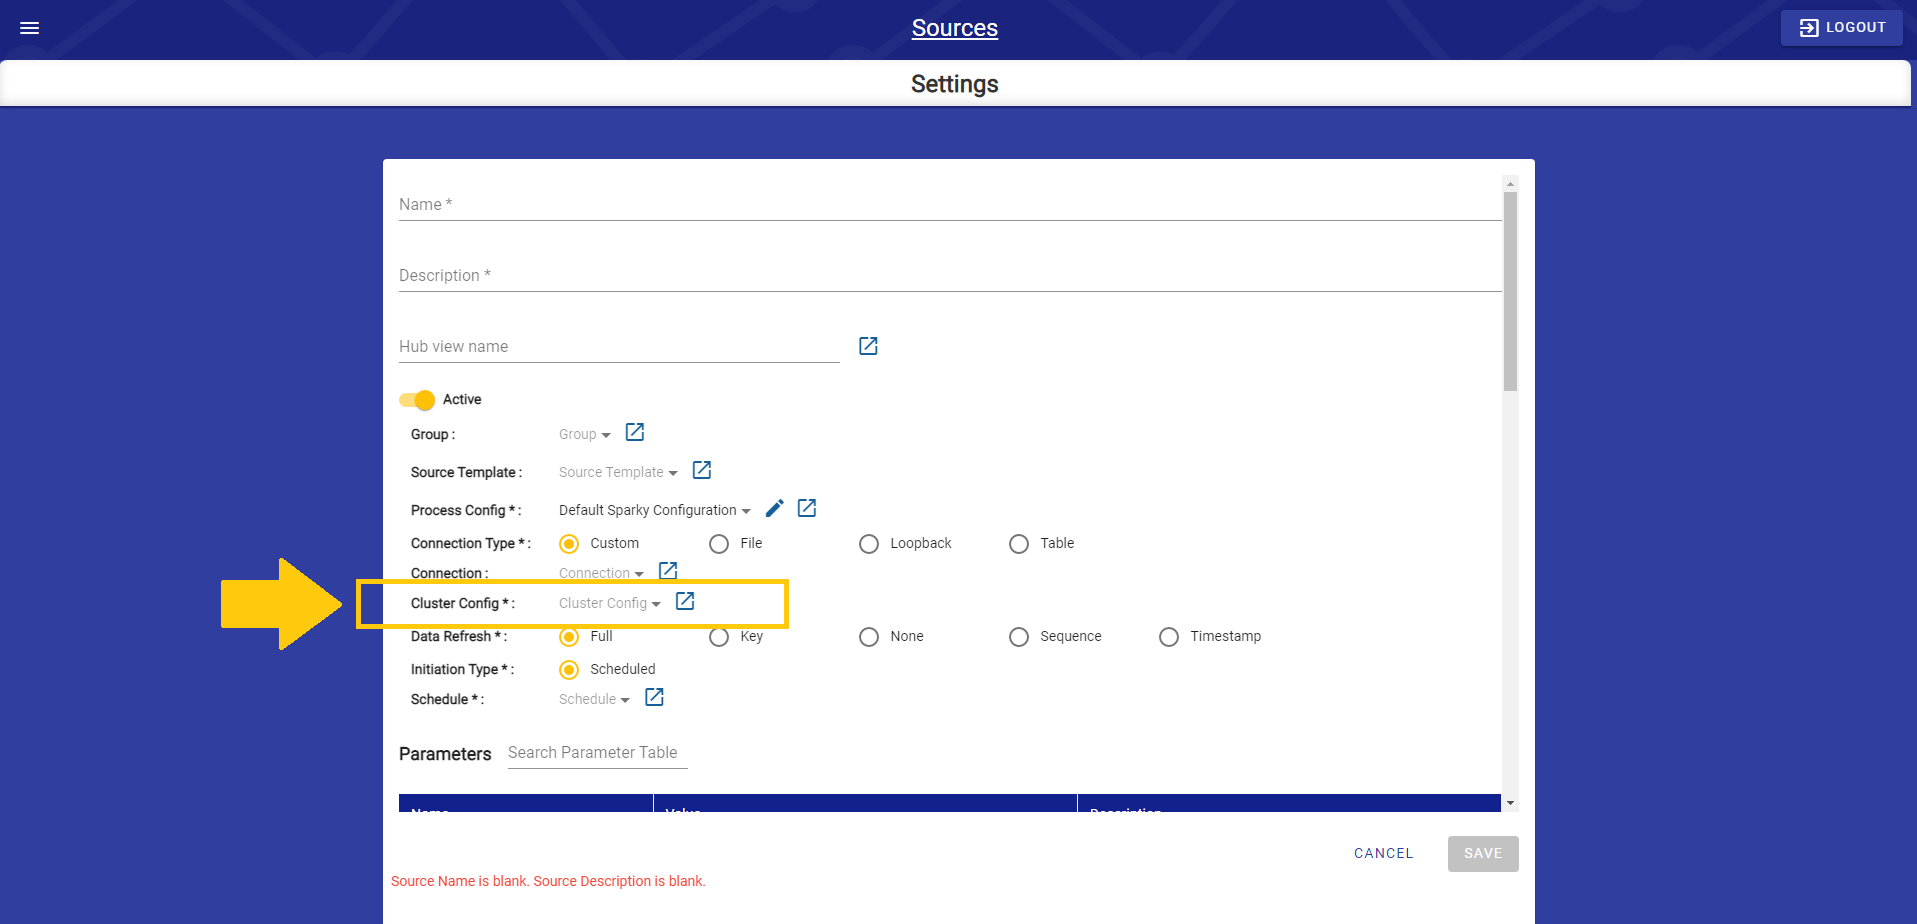 Sources
LOGOUT
Settings
Name *
Description *
Hub view name
Active
Group : Group
Source Template : Source Template
Process Config * : Default Sparky Configuration
Connection Type * : Custom File Loopback Table
Connection : Connection
Cluster Config * : Cluster Config
Data Refresh * : Full Key None Sequence Timestamp
Initiation Type * : Scheduled
Schedule * : Schedule
Parameters Search Parameter Table
Name Value Description
CANCEL SAVE
Source Name is blank. Source Description is blank.